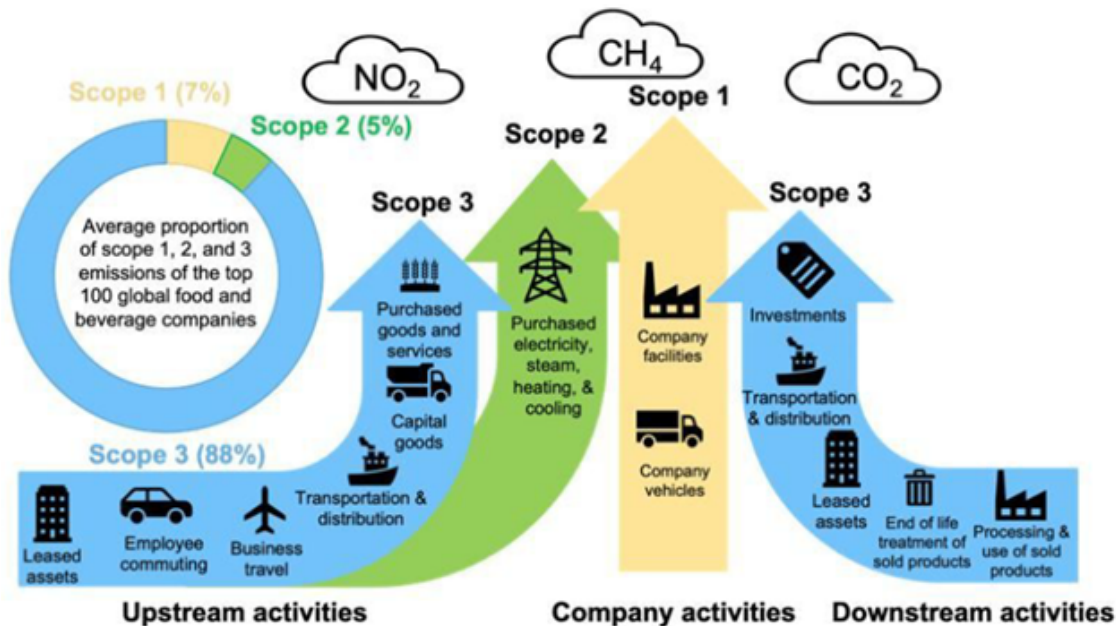 NO₂
CH₄
CO₂
Scope 1 (7%)
Scope 2 (5%)
Average proportion
of scope 1, 2, and 3
emissions of the top
100 global food and
beverage companies
Scope 3 (88%)
Scope 3
Purchased
goods and
services
Capital
goods
Transportation &
distribution
Business
travel
Employee
commuting
Leased
assets
Scope 2
Purchased
electricity,
steam,
heating, &
cooling
Scope 1
Company
facilities
Company
vehicles
Scope 3
Investments
Transportation
& distribution
Leased
assets
End of life
treatment of
sold products
Processing &
use of sold
products
Upstream activities
Company activities
Downstream activities